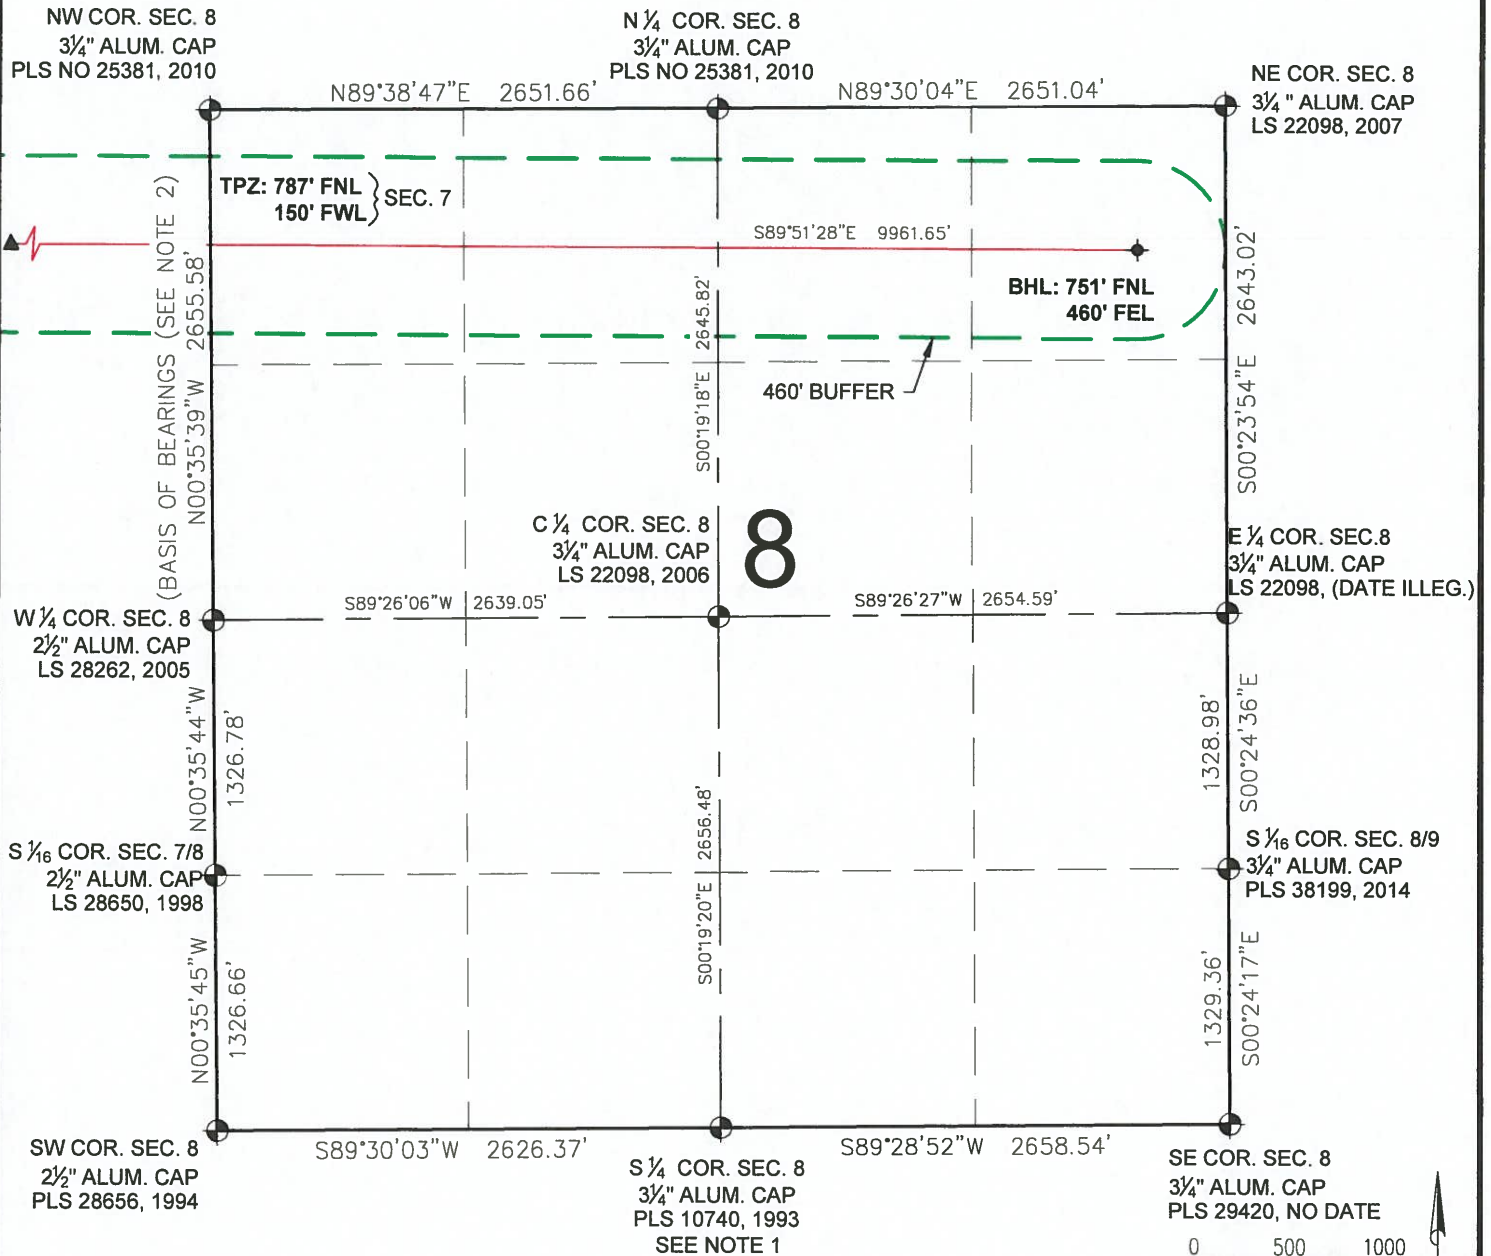 NW COR. SEC. 8
3¼" ALUM. CAP
PLS NO 25381, 2010
N ¼ COR. SEC. 8
3¼" ALUM. CAP
PLS NO 25381, 2010
NE COR. SEC. 8
3¼" ALUM. CAP
LS 22098, 2007
N89°38'47"E 2651.66'
N89°30'04"E 2651.04'
TPZ: 787' FNL
150' FWL
SEC. 7
S89°51'28"E 9961.65'
BHL: 751' FNL
460' FEL
460' BUFFER
(BASIS OF BEARINGS (SEE NOTE 2)
N00°35'39"W 2655.58'
S00°19'18"E 2645.82'
S00°23'54"E 2643.02'
C ¼ COR. SEC. 8
3¼" ALUM. CAP
LS 22098, 2006
8
E ¼ COR. SEC.8
3¼" ALUM. CAP
LS 22098, (DATE ILLEG.)
S89°26'06"W 2639.05'
S89°26'27"W 2654.59'
W ¼ COR. SEC. 8
2½" ALUM. CAP
LS 28262, 2005
N00°35'44"W
1326.78'
1328.98'
S00°24'36"E
S00°19'20"E 2656.48'
S 1⁄16 COR. SEC. 7/8
2½" ALUM. CAP
LS 28650, 1998
S 1⁄16 COR. SEC. 8/9
3¼" ALUM. CAP
PLS 38199, 2014
N00°35'45"W
1326.66'
1329.36'
S00°24'17"E
SW COR. SEC. 8
2½" ALUM. CAP
PLS 28656, 1994
S89°30'03"W 2626.37'
S ¼ COR. SEC. 8
3¼" ALUM. CAP
PLS 10740, 1993
SEE NOTE 1
S89°28'52"W 2658.54'
SE COR. SEC. 8
3¼" ALUM. CAP
PLS 29420, NO DATE
0 500 1000